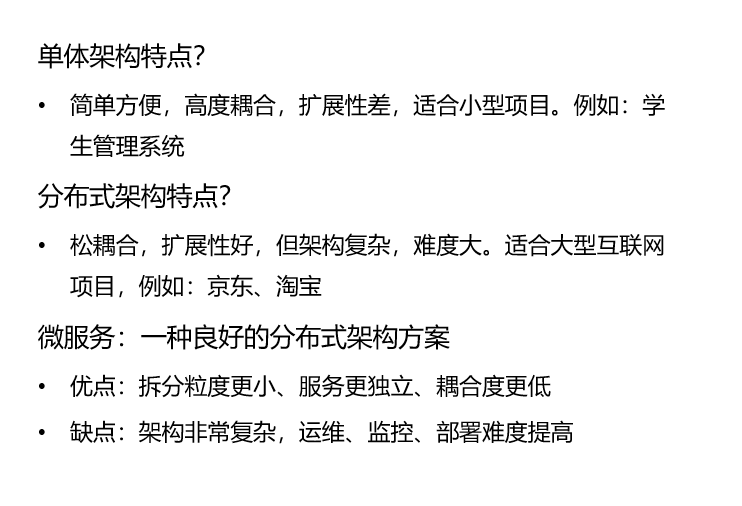 单体架构特点？
• 简单方便，高度耦合，扩展性差，适合小型项目。例如：学
生管理系统
分布式架构特点？
• 松耦合，扩展性好，但架构复杂，难度大。适合大型互联网
项目，例如：京东、淘宝
微服务：一种良好的分布式架构方案
• 优点：拆分粒度更小、服务更独立、耦合度更低
• 缺点：架构非常复杂，运维、监控、部署难度提高